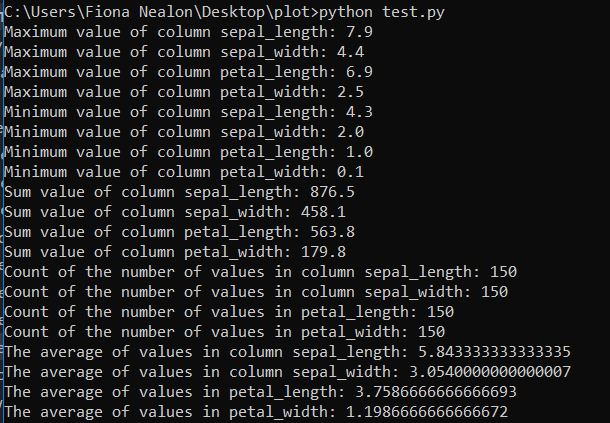 C:\Users\Fiona Nealon\Desktop\plot>python test.py
Maximum value of column sepal_length: 7.9
Maximum value of column sepal_width: 4.4
Maximum value of column petal_length: 6.9
Maximum value of column petal_width: 2.5
Minimum value of column sepal_length: 4.3
Minimum value of column sepal_width: 2.0
Minimum value of column petal_length: 1.0
Minimum value of column petal_width: 0.1
Sum value of column sepal_length: 876.5
Sum value of column sepal_width: 458.1
Sum value of column petal_length: 563.8
Sum value of column petal_width: 179.8
Count of the number of values in column sepal_length: 150
Count of the number of values in column sepal_width: 150
Count of the number of values in petal_length: 150
Count of the number of values in petal_width: 150
The average of values in column sepal_length: 5.843333333333335
The average of values in column sepal_width: 3.0540000000000007
The average of values in petal_length: 3.7586666666666693
The average of values in petal_width: 1.1986666666666672